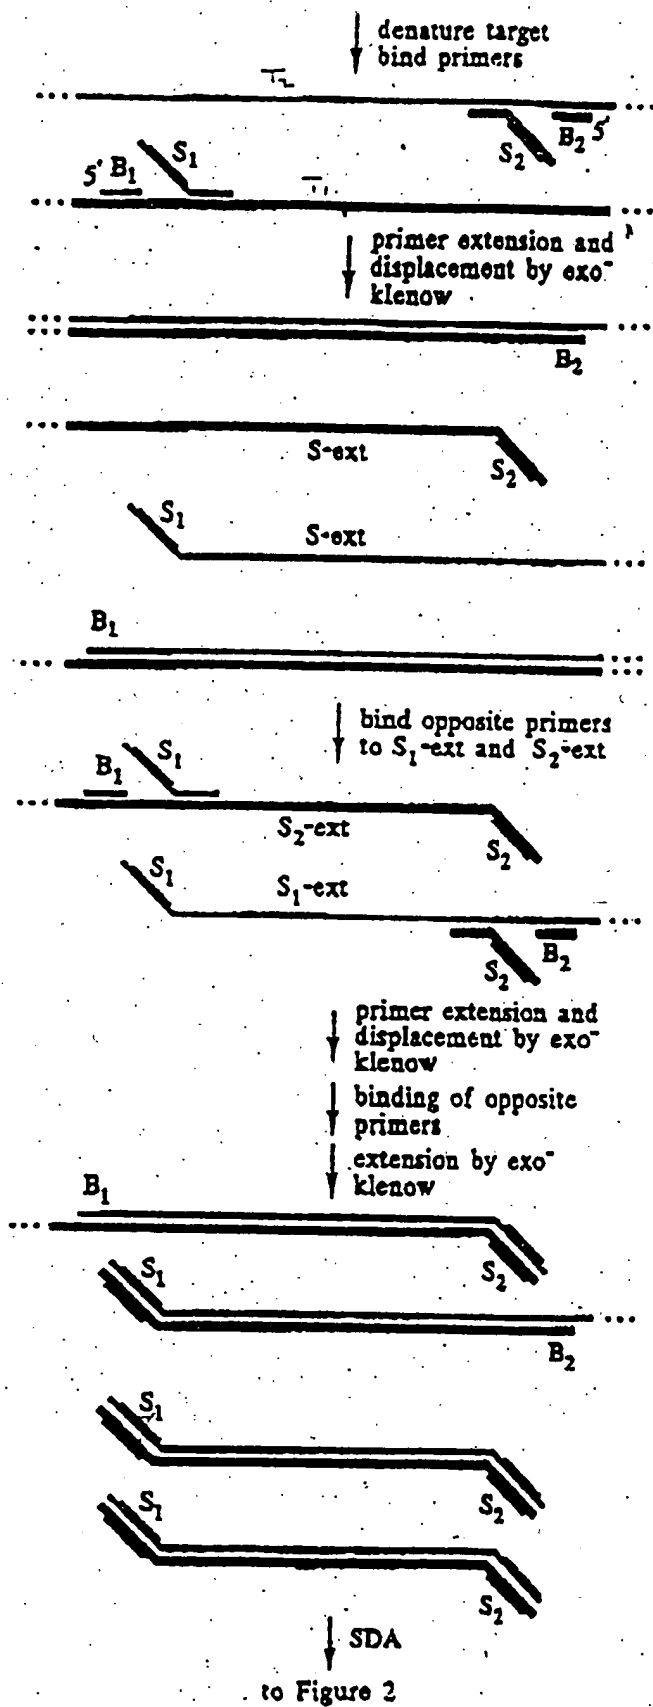 denature target
bind primers
T₂
S₂
B₂ 5'
5' B₁
S₁
T₁
primer extension and
displacement by exo⁻
klenow
B₂
S-ext
S₂
S₁
S-ext
B₁
bind opposite primers
to S₁-ext and S₂-ext
B₁
S₁
S₂-ext
S₂
S₁
S₁-ext
S₂
B₂
primer extension and
displacement by exo⁻
klenow
binding of opposite
primers
extension by exo⁻
klenow
B₁
S₂
S₁
B₂
S₁
S₂
S₁
S₂
SDA
to Figure 2